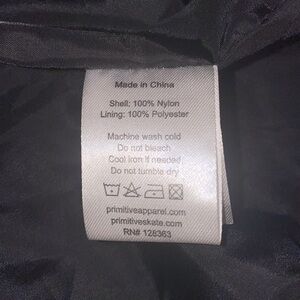 Made in China
Shell: 100% Nylon
Lining: 100% Polyester
Machine wash cold
Do not bleach
Cool iron if needed
Do not tumble dry
primitiveapparel.com
primitiveskate.com
RN# 128363